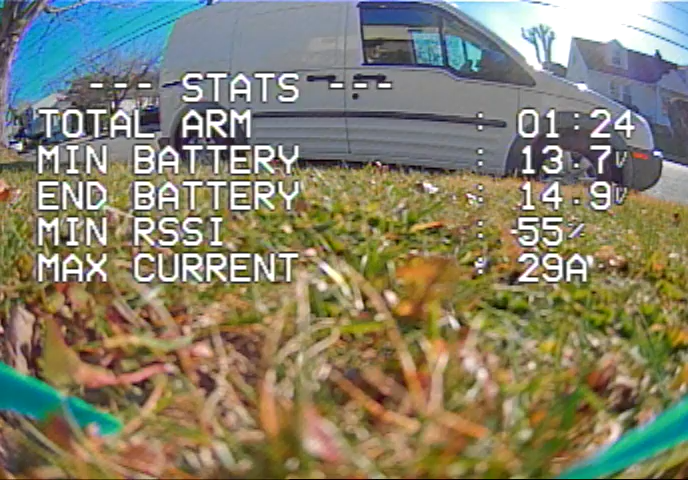 --- STATS ---
TOTAL ARM : 01:24
MIN BATTERY : 13.7V
END BATTERY : 14.9V
MIN RSSI : 55%
MAX CURRENT : 29A